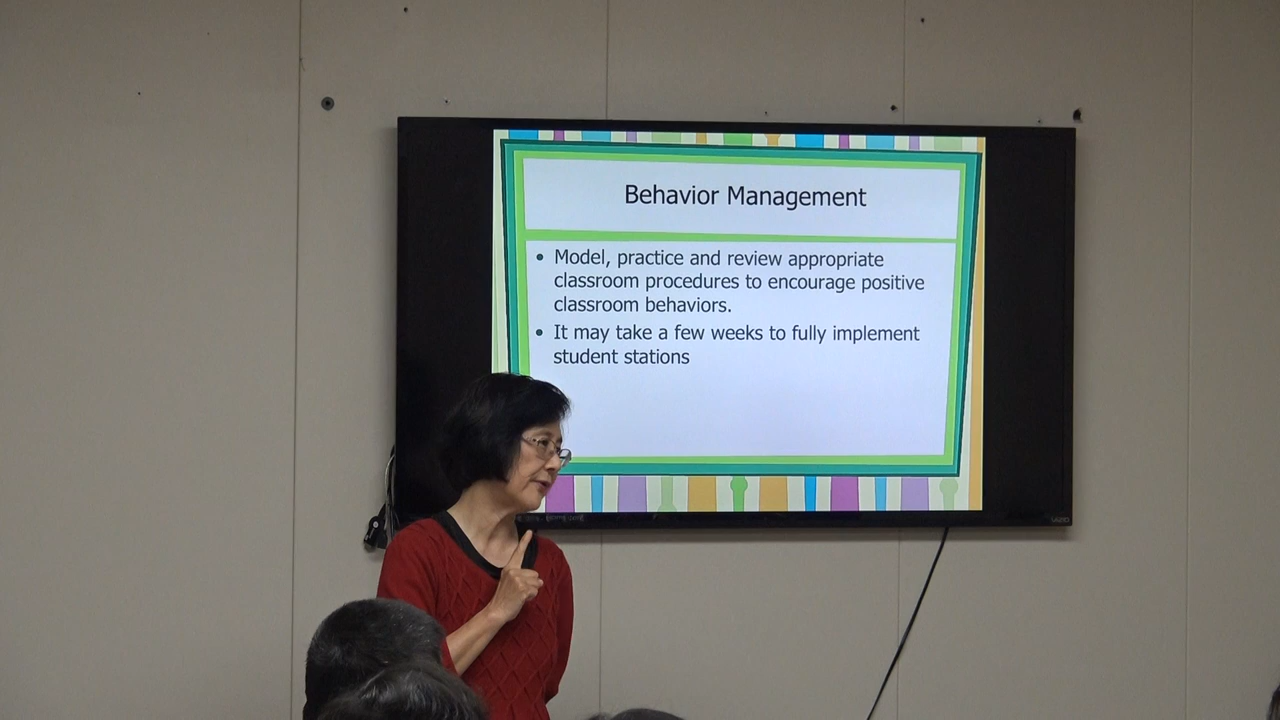 Behavior Management
• Model, practice and review appropriate
classroom procedures to encourage positive
classroom behaviors.
• It may take a few weeks to fully implement
student stations
VIZIO